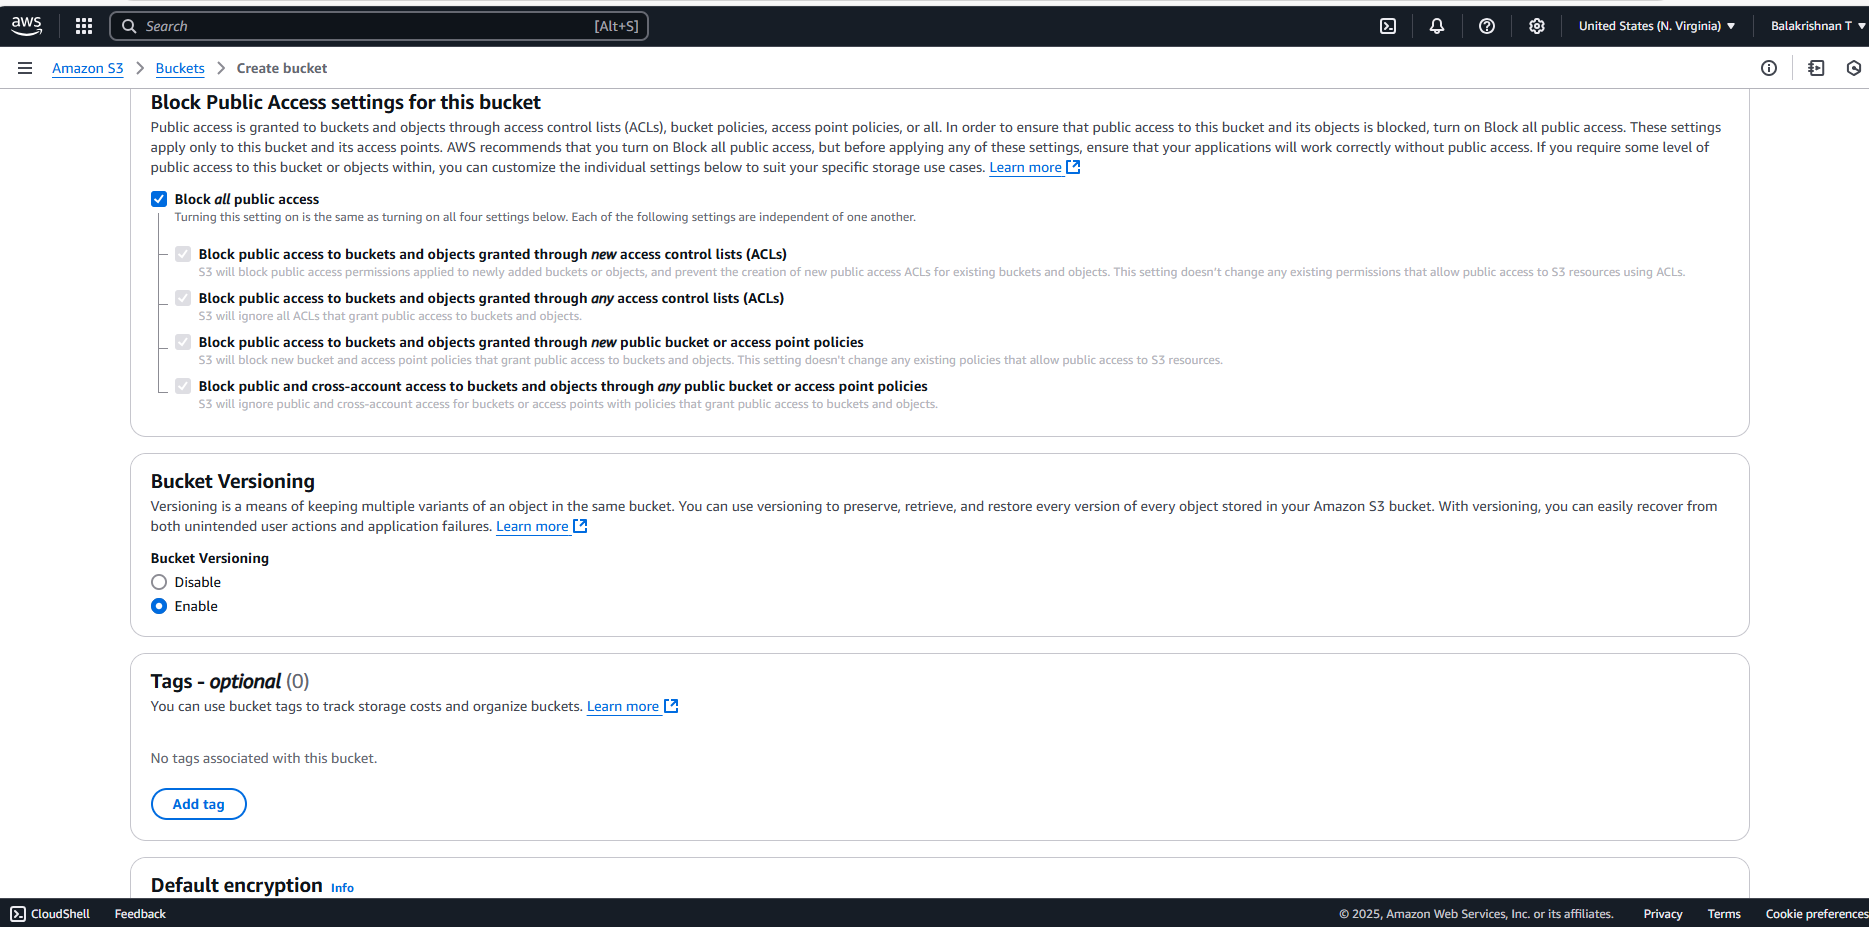 aws
Search [Alt+S]
United States (N. Virginia)
Balakrishnan T
Amazon S3 > Buckets > Create bucket
Block Public Access settings for this bucket
Public access is granted to buckets and objects through access control lists (ACLs), bucket policies, access point policies, or all. In order to ensure that public access to this bucket and its objects is blocked, turn on Block all public access. These settings
apply only to this bucket and its access points. AWS recommends that you turn on Block all public access, but before applying any of these settings, ensure that your applications will work correctly without public access. If you require some level of
public access to this bucket or objects within, you can customize the individual settings below to suit your specific storage use cases. Learn more
Block all public access
Turning this setting on is the same as turning on all four settings below. Each of the following settings are independent of one another.
Block public access to buckets and objects granted through new access control lists (ACLs)
S3 will block public access permissions applied to newly added buckets or objects, and prevent the creation of new public access ACLs for existing buckets and objects. This setting doesn't change any existing permissions that allow public access to S3 resources using ACLs.
Block public access to buckets and objects granted through any access control lists (ACLs)
S3 will ignore all ACLs that grant public access to buckets and objects.
Block public access to buckets and objects granted through new public bucket or access point policies
S3 will block new bucket and access point policies that grant public access to buckets and objects. This setting doesn't change any existing policies that allow public access to S3 resources.
Block public and cross-account access to buckets and objects through any public bucket or access point policies
S3 will ignore public and cross-account access for buckets or access points with policies that grant public access to buckets and objects.
Bucket Versioning
Versioning is a means of keeping multiple variants of an object in the same bucket. You can use versioning to preserve, retrieve, and restore every version of every object stored in your Amazon S3 bucket. With versioning, you can easily recover from
both unintended user actions and application failures. Learn more
Bucket Versioning
Disable
Enable
Tags - optional (0)
You can use bucket tags to track storage costs and organize buckets. Learn more
No tags associated with this bucket.
Add tag
Default encryption Info
CloudShell Feedback
© 2025, Amazon Web Services, Inc. or its affiliates. Privacy Terms Cookie preferences